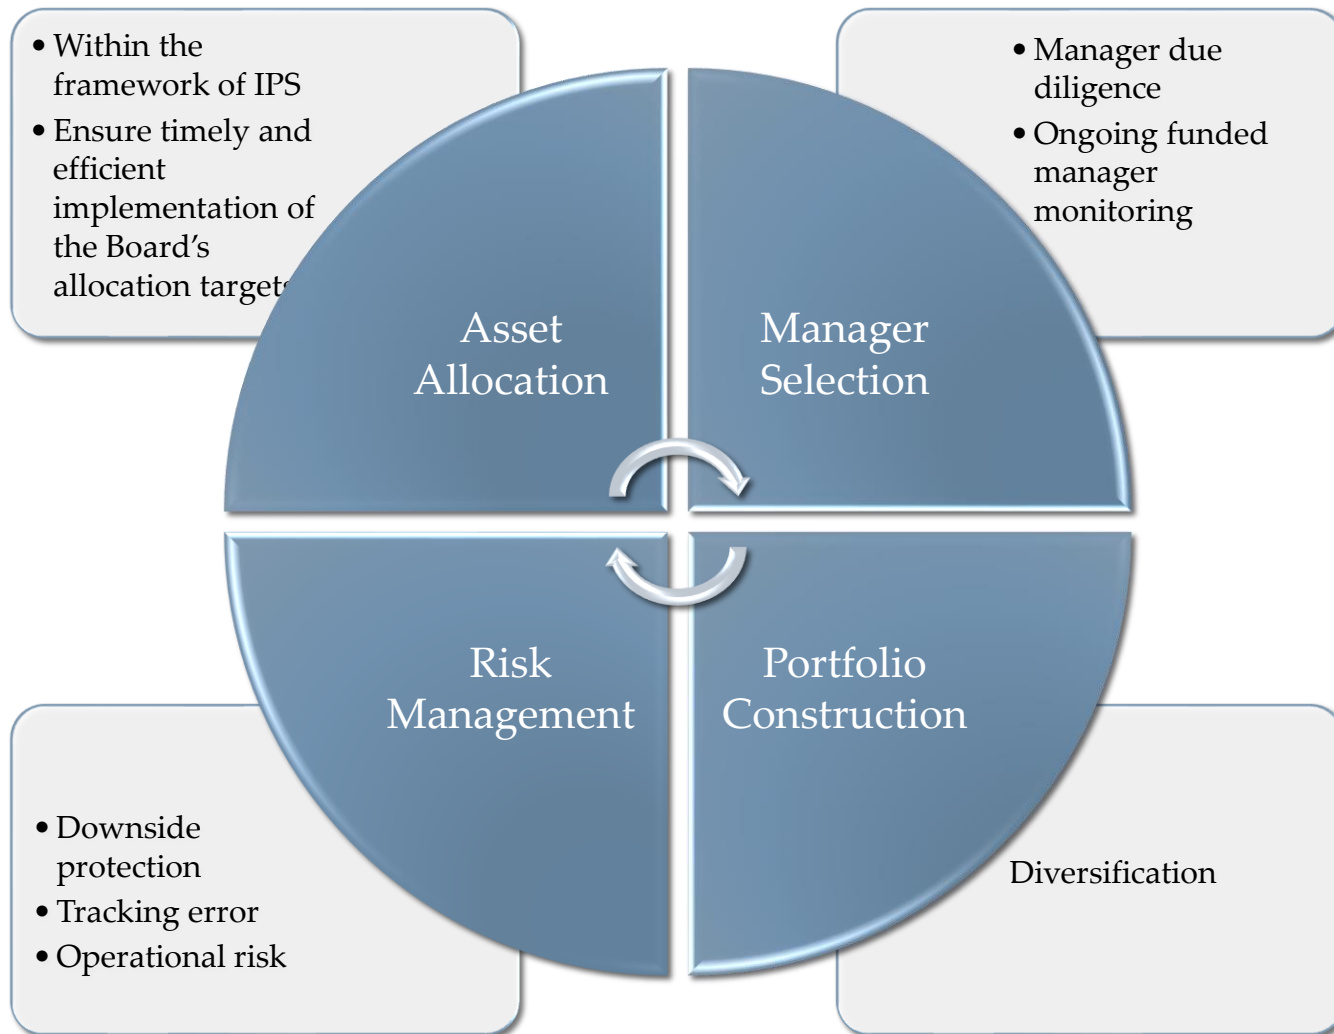 • Within the
framework of IPS
• Ensure timely and
efficient
implementation of
the Board's
allocation targets
• Manager due
diligence
• Ongoing funded
manager
monitoring
Asset
Allocation
Manager
Selection
Risk
Management
Portfolio
Construction
• Downside
protection
• Tracking error
• Operational risk
Diversification